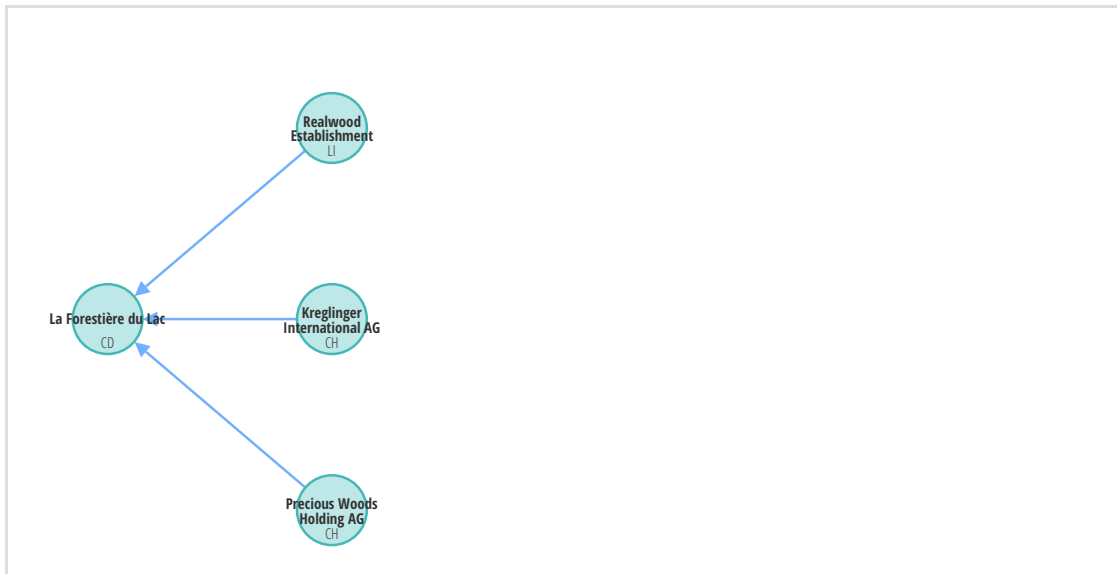 Realwood
Establishment
LI
La Forestière du Lac
CD
Kreglinger
International AG
CH
Precious Woods
Holding AG
CH